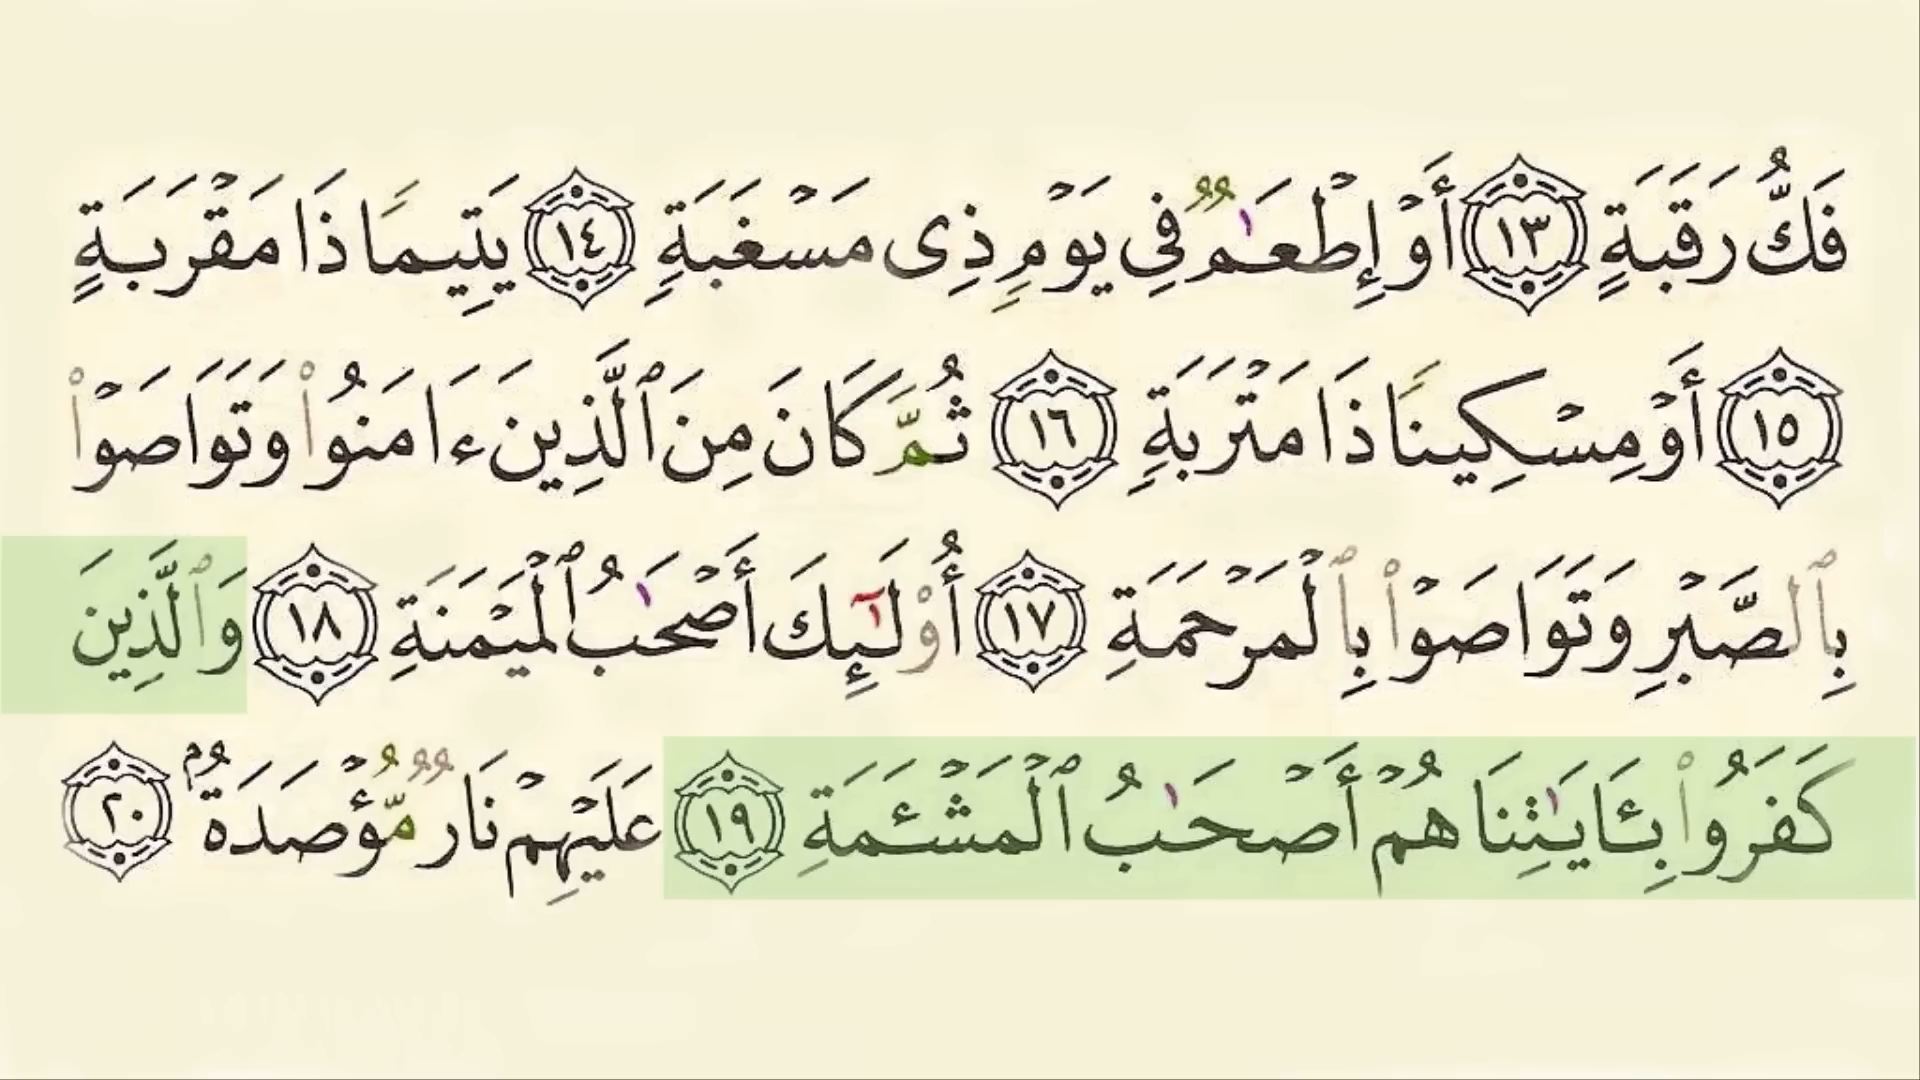 فَكُّ رَقَبَةٍ ١٣ أَوْ إِطْعَـٰمٌ فِى يَوْمٍ ذِى مَسْغَبَةٍ ١٤ يَتِيمًا ذَا مَقْرَبَةٍ
١٥ أَوْ مِسْكِينًا ذَا مَتْرَبَةٍ ١٦ ثُمَّ كَانَ مِنَ ٱلَّذِينَ ءَامَنُوا۟ وَتَوَاصَوْا۟
بِٱلصَّبْرِ وَتَوَاصَوْا۟ بِٱلْمَرْحَمَةِ ١٧ أُو۟لَـٰٓئِكَ أَصْحَـٰبُ ٱلْمَيْمَنَةِ ١٨ وَٱلَّذِينَ
كَفَرُوا۟ بِـَٔايَـٰتِنَا هُمْ أَصْحَـٰبُ ٱلْمَشْـَٔمَةِ ١٩ عَلَيْهِمْ نَارٌ مُّؤْصَدَةٌۢ ٢٠